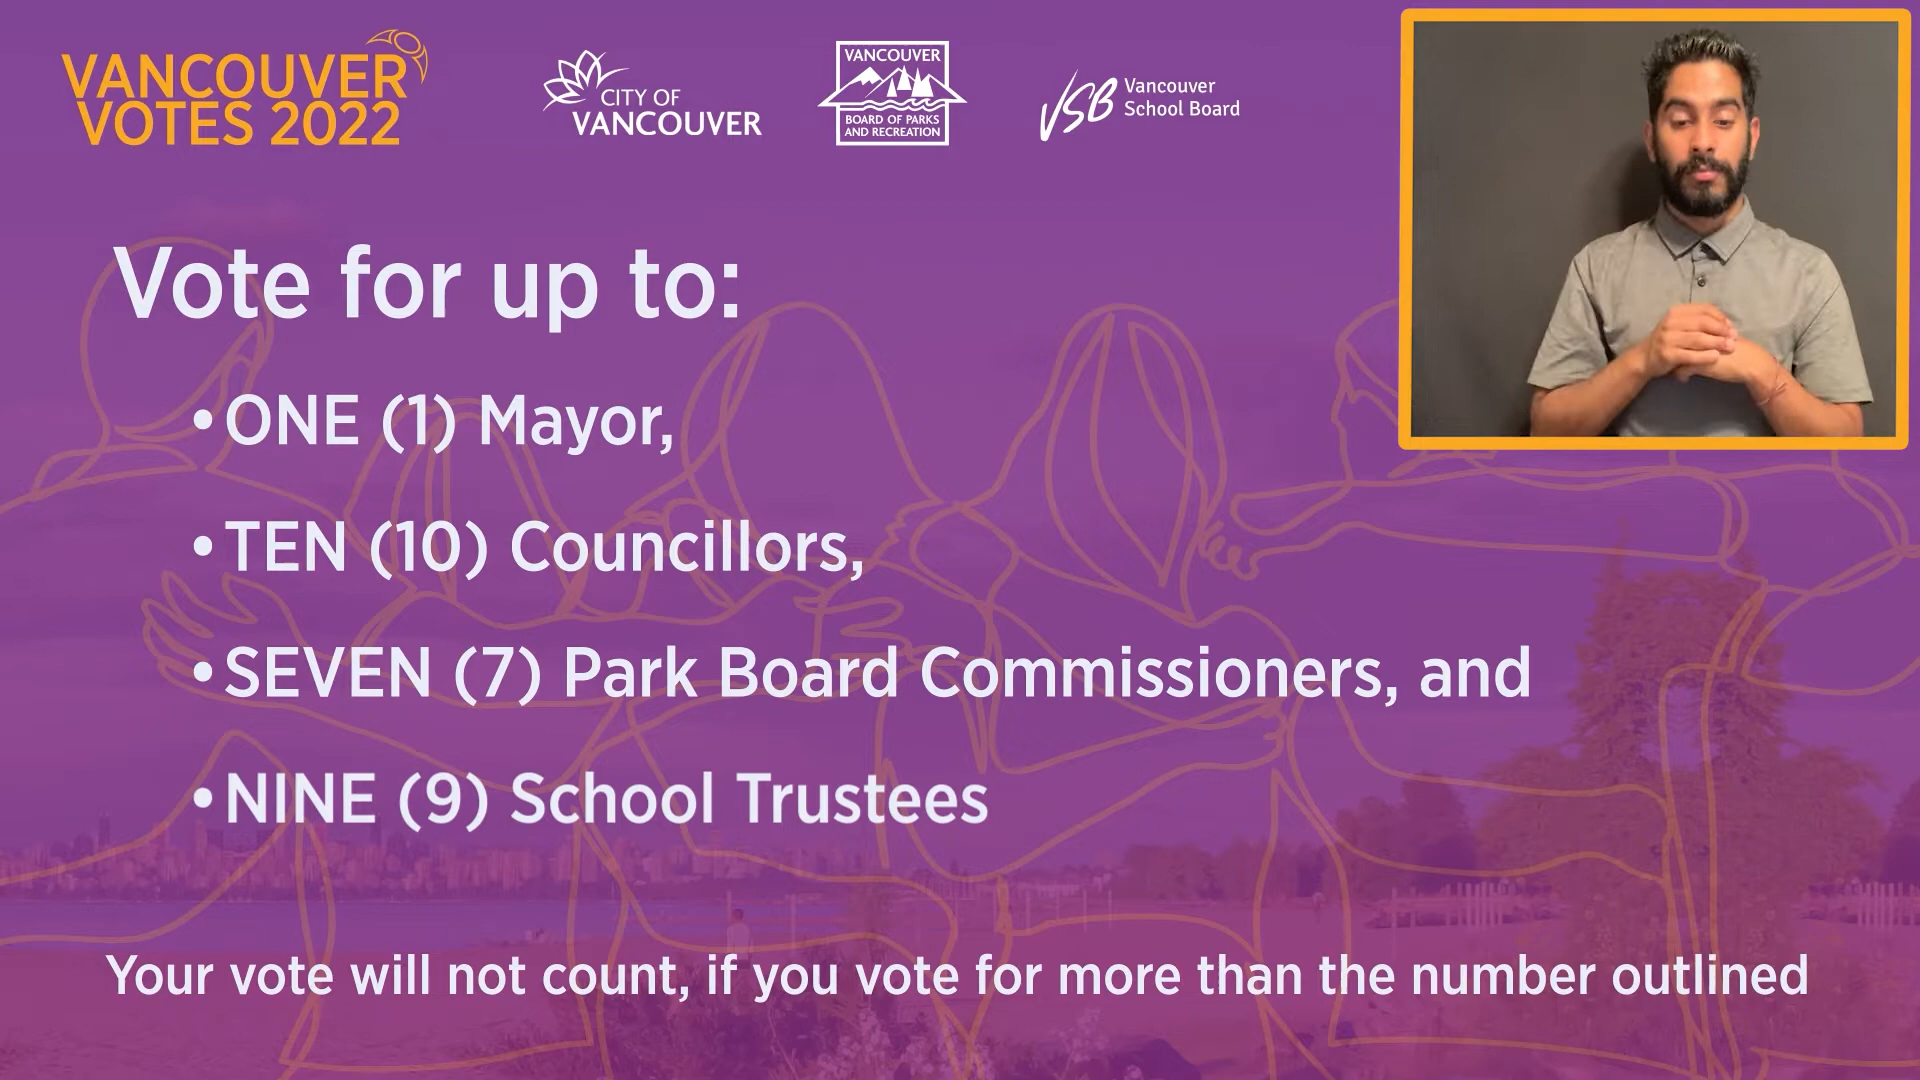 VANCOUVER
VOTES 2022
CITY OF
VANCOUVER
VANCOUVER
BOARD OF PARKS
AND RECREATION
VSB
Vancouver
School Board
Vote for up to:
•ONE (1) Mayor,
•TEN (10) Councillors,
•SEVEN (7) Park Board Commissioners, and
•NINE (9) School Trustees
Your vote will not count, if you vote for more than the number outlined